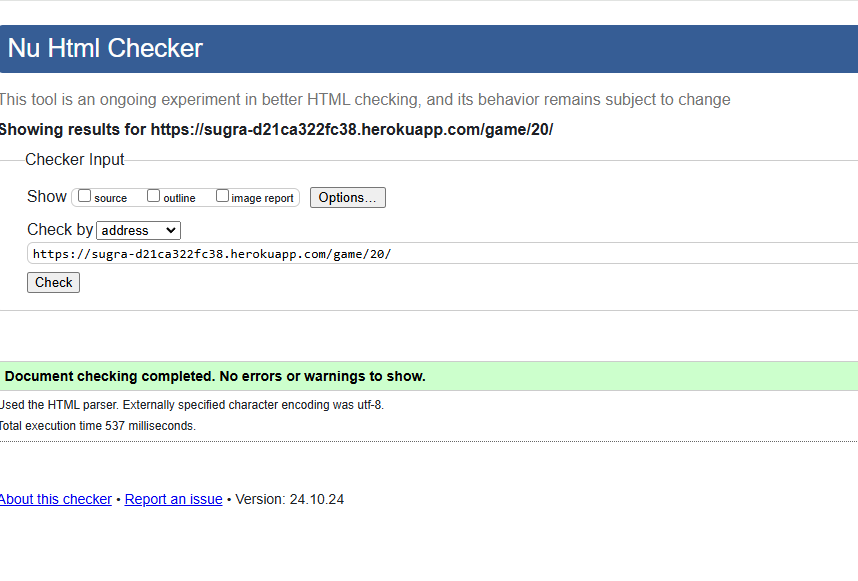 Nu Html Checker
This tool is an ongoing experiment in better HTML checking, and its behavior remains subject to change
Showing results for https://sugra-d21ca322fc38.herokuapp.com/game/20/
Checker Input
Show source outline image report Options...
Check by address
https://sugra-d21ca322fc38.herokuapp.com/game/20/
Check
Document checking completed. No errors or warnings to show.
Used the HTML parser. Externally specified character encoding was utf-8.
Total execution time 537 milliseconds.
About this checker • Report an issue • Version: 24.10.24